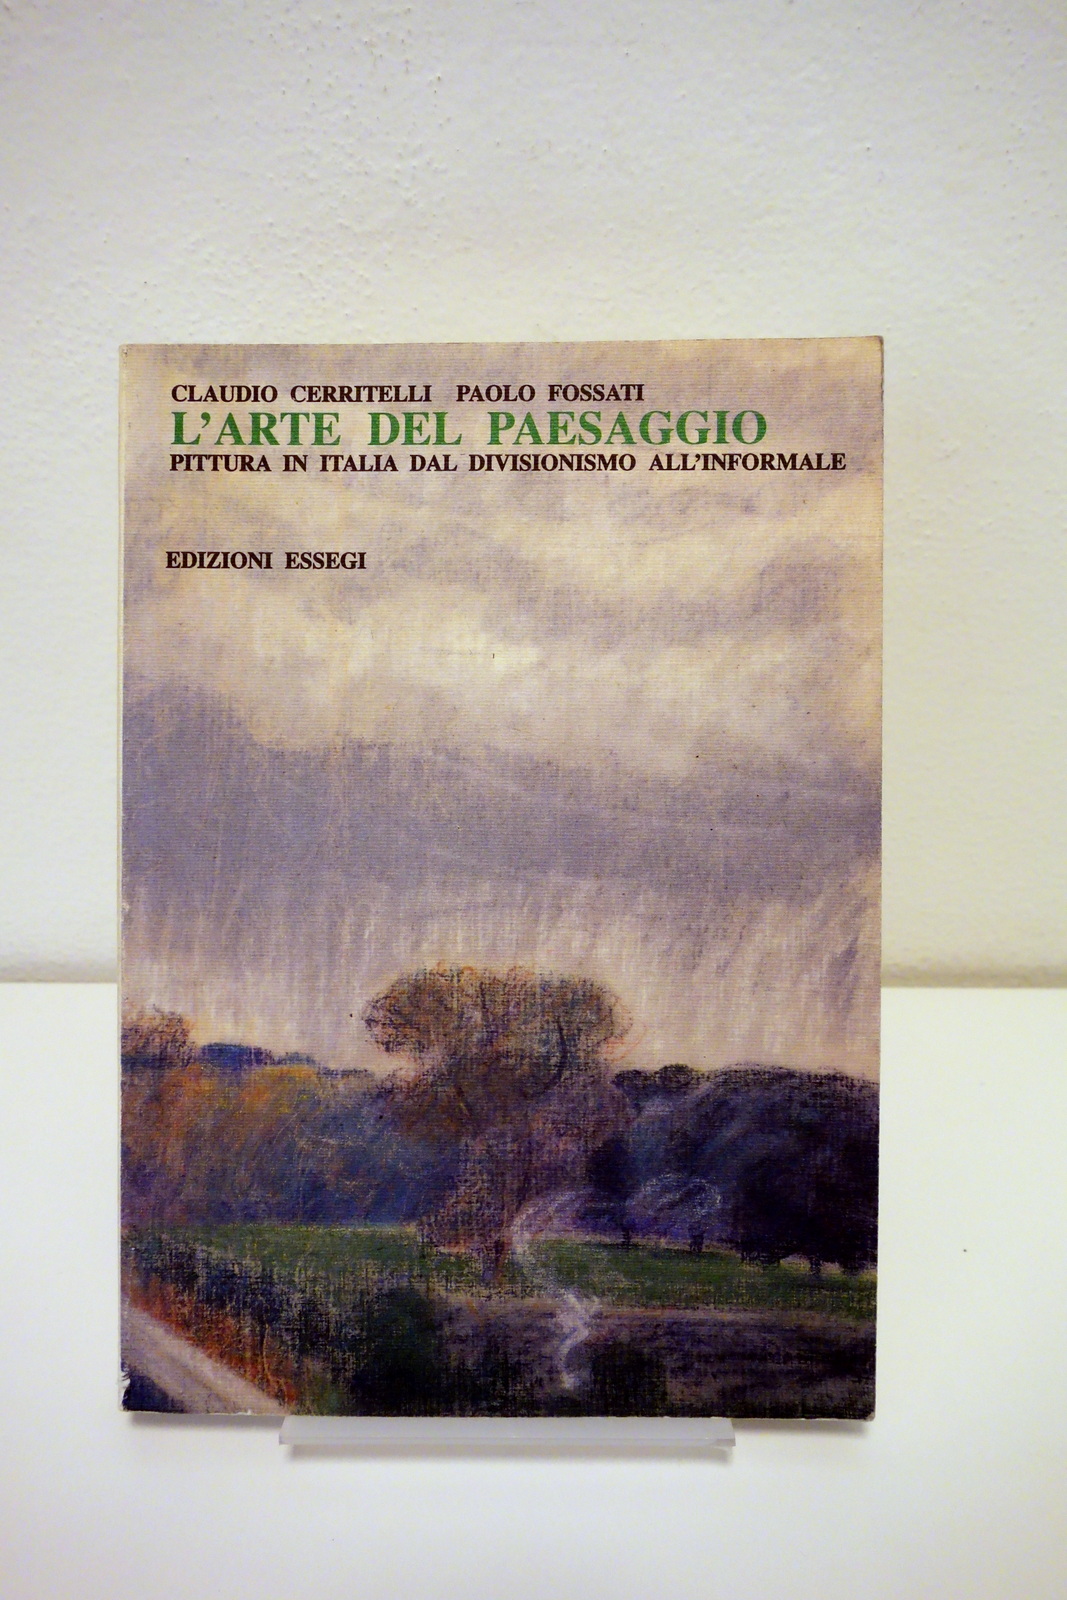 CLAUDIO CERRITELLI PAOLO FOSSATI
L'ARTE DEL PAESAGGIO
PITTURA IN ITALIA DAL DIVISIONISMO ALL'INFORMALE
EDIZIONI ESSEGI